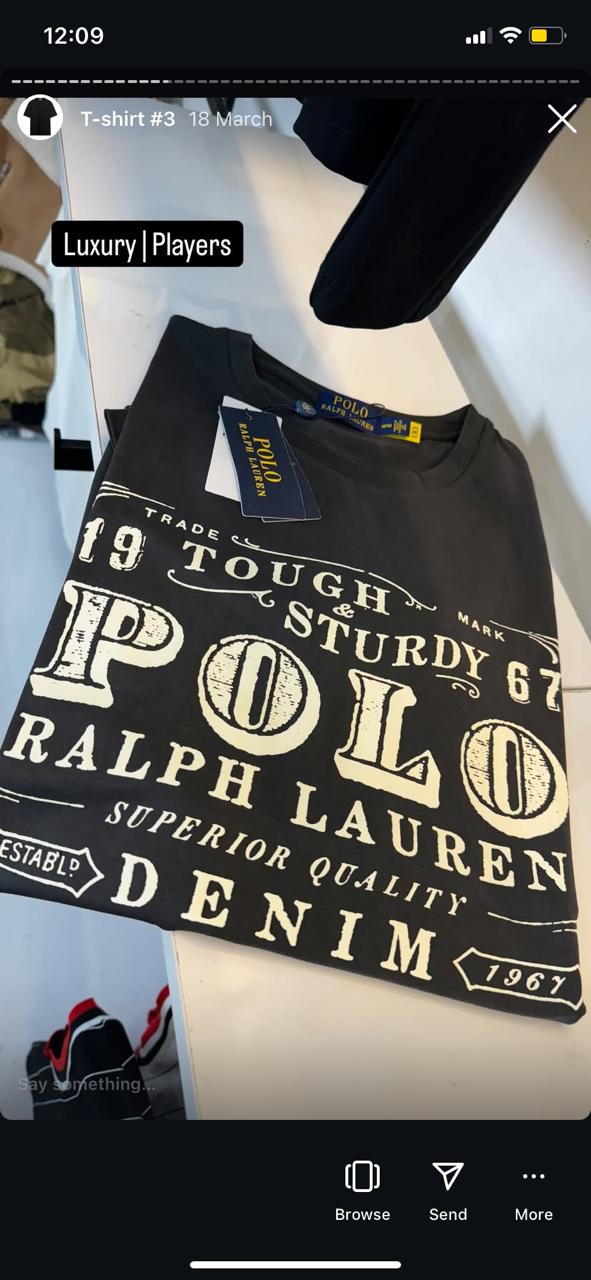 12:09
T-shirt #3 18 March
Luxury | Players
POLO
RALPH LAUREN
POLO
RALPH LAUREN
TRADE
MARK
19 TOUGH
&
STURDY 67
POLO
RALPH LAUREN
SUPERIOR QUALITY
ESTABLD
DENIM
1967
Say something...
Browse
Send
More